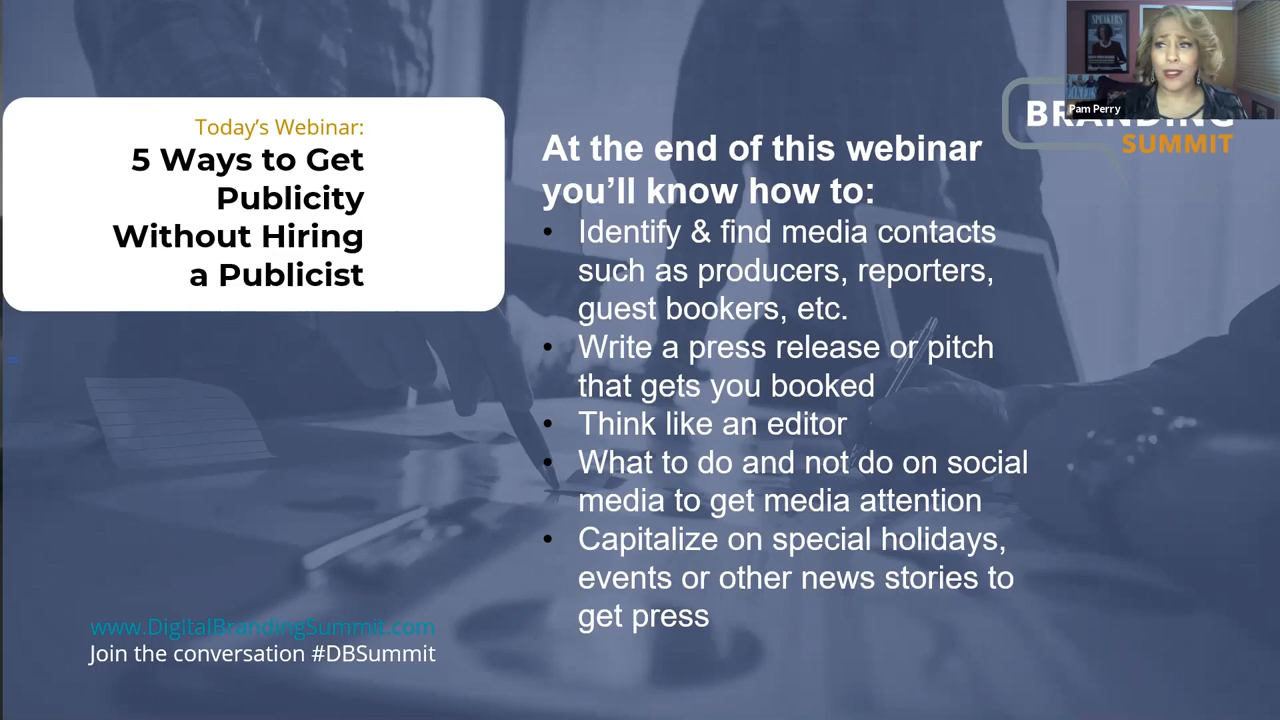 Today’s Webinar:
5 Ways to Get
Publicity
Without Hiring
a Publicist
At the end of this webinar
you’ll know how to:
• Identify & find media contacts
such as producers, reporters,
guest bookers, etc.
• Write a press release or pitch
that gets you booked
• Think like an editor
• What to do and not do on social
media to get media attention
• Capitalize on special holidays,
events or other news stories to
get press
www.DigitalBrandingSummit.com
Join the conversation #DBSummit
SPEAKERS
Pam Perry
BRANDING
SUMMIT